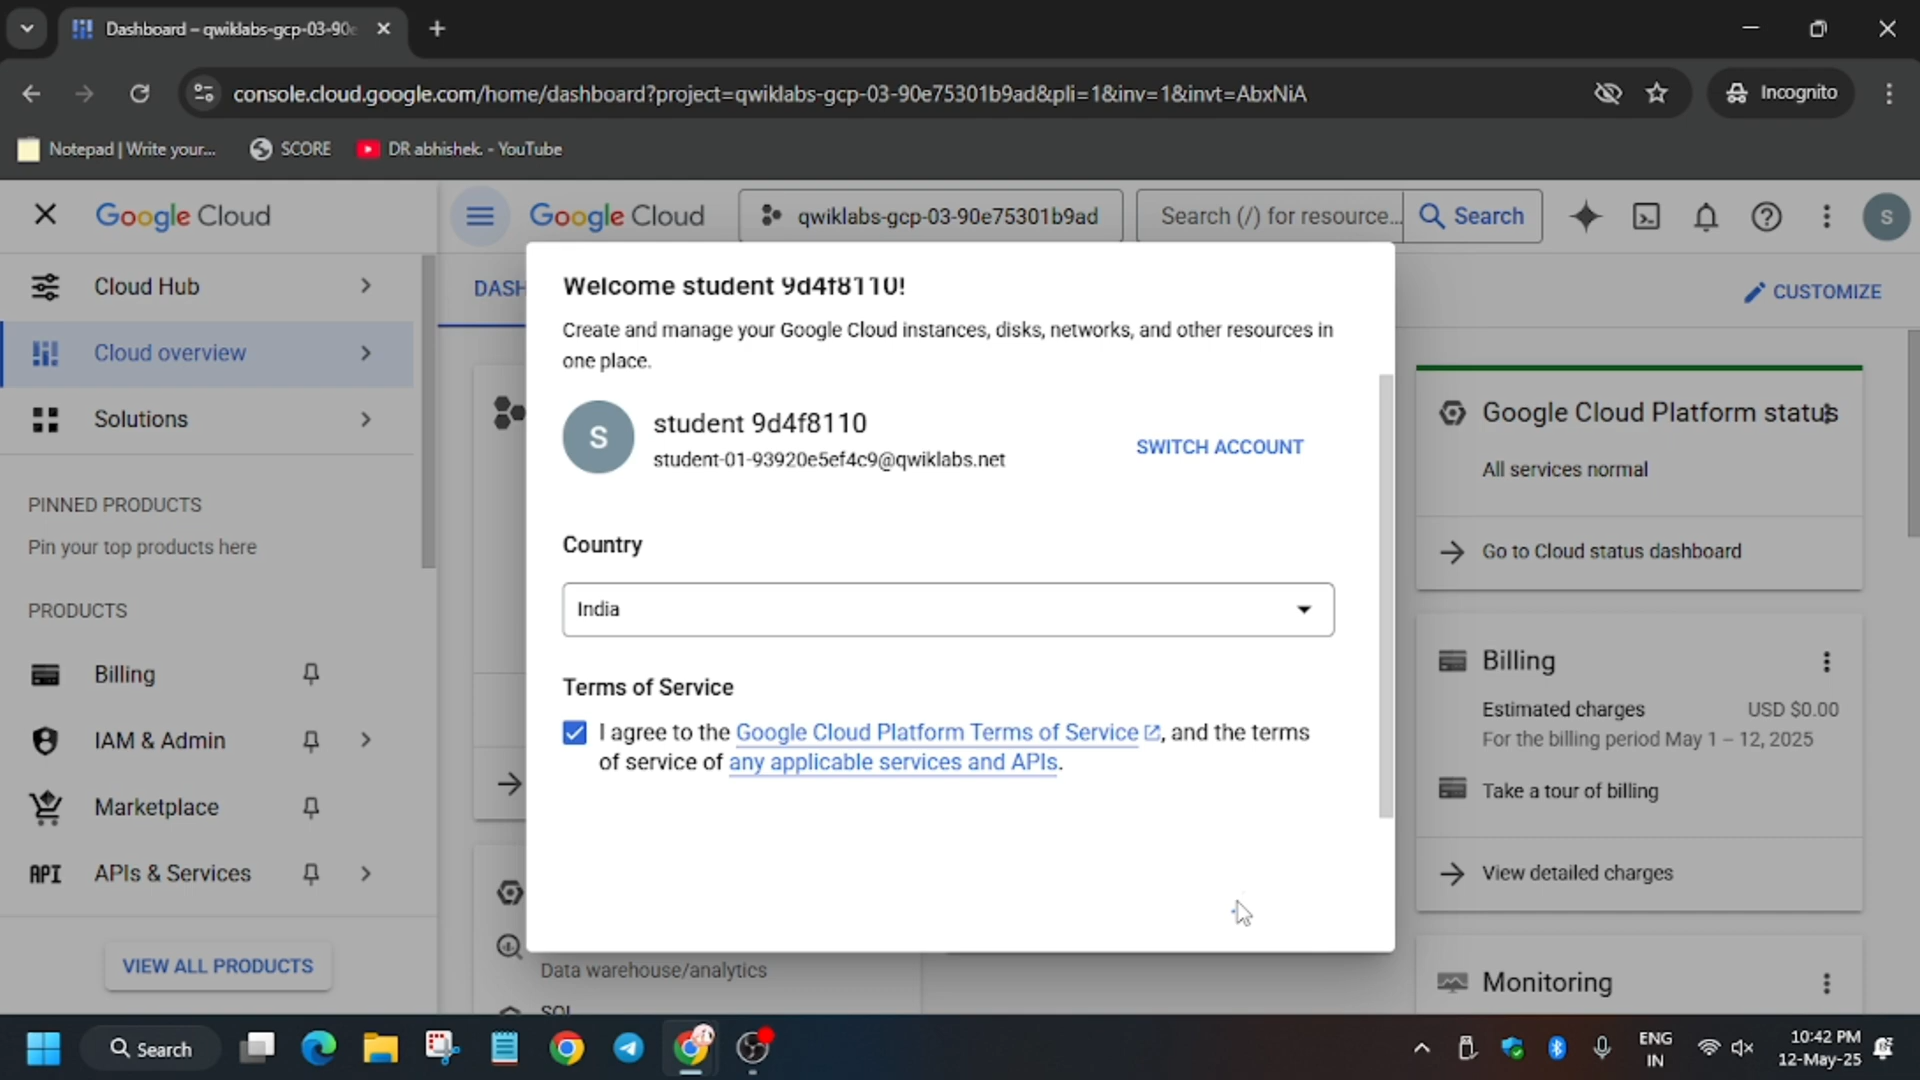 Dashboard – qwiklabs-gcp-03-90e
console.cloud.google.com/home/dashboard?project=qwiklabs-gcp-03-90e75301b9ad&pli=1&inv=1&invt=AbxNiA
Incognito
Notepad | Write your...
SCORE
DR abhishek. - YouTube
Google Cloud
Google Cloud
qwiklabs-gcp-03-90e75301b9ad
Search (/) for resource...
Search
S
Cloud Hub
Cloud overview
Solutions
PINNED PRODUCTS
Pin your top products here
PRODUCTS
Billing
IAM & Admin
Marketplace
API
APIs & Services
VIEW ALL PRODUCTS
DASH
CUSTOMIZE
Welcome student 9d4f8110!
Create and manage your Google Cloud instances, disks, networks, and other resources in
one place.
S
student 9d4f8110
student-01-93920e5ef4c9@qwiklabs.net
SWITCH ACCOUNT
Country
India
Terms of Service
I agree to the Google Cloud Platform Terms of Service, and the terms
of service of any applicable services and APIs.
Data warehouse/analytics
SQL
Google Cloud Platform status
All services normal
Go to Cloud status dashboard
Billing
Estimated charges
USD $0.00
For the billing period May 1 – 12, 2025
Take a tour of billing
View detailed charges
Monitoring
Search
ENG
IN
10:42 PM
12-May-25